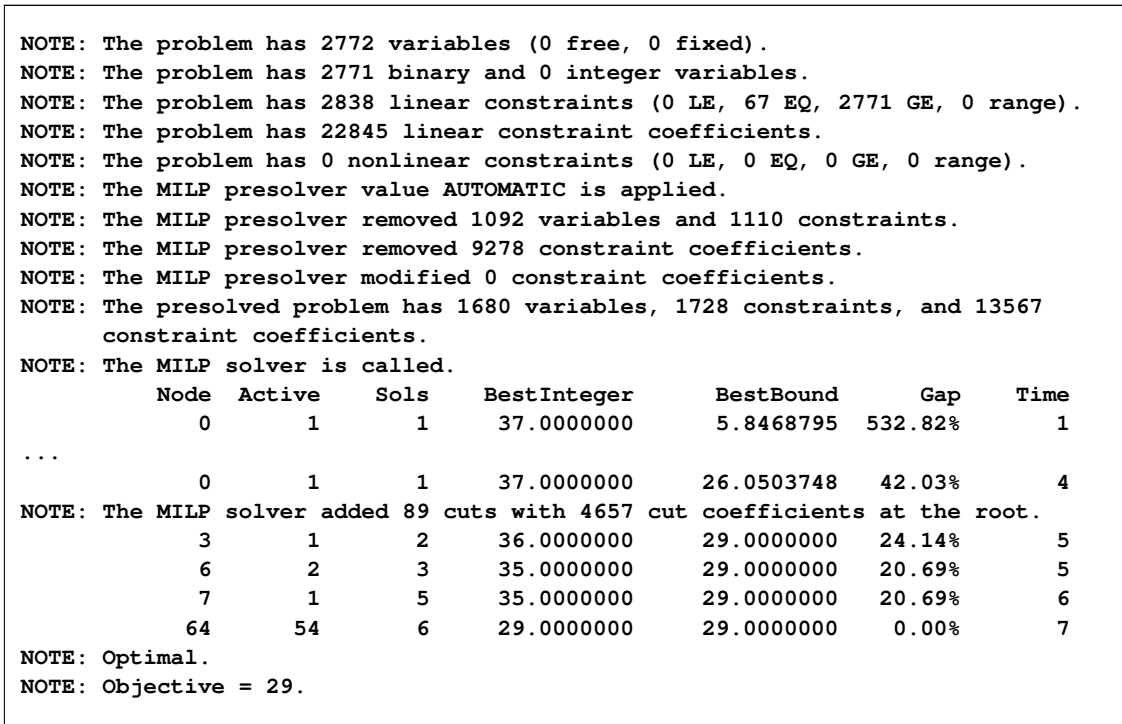 NOTE: The problem has 2772 variables (0 free, 0 fixed).
NOTE: The problem has 2771 binary and 0 integer variables.
NOTE: The problem has 2838 linear constraints (0 LE, 67 EQ, 2771 GE, 0 range).
NOTE: The problem has 22845 linear constraint coefficients.
NOTE: The problem has 0 nonlinear constraints (0 LE, 0 EQ, 0 GE, 0 range).
NOTE: The MILP presolver value AUTOMATIC is applied.
NOTE: The MILP presolver removed 1092 variables and 1110 constraints.
NOTE: The MILP presolver removed 9278 constraint coefficients.
NOTE: The MILP presolver modified 0 constraint coefficients.
NOTE: The presolved problem has 1680 variables, 1728 constraints, and 13567
constraint coefficients.
NOTE: The MILP solver is called.
Node Active Sols BestInteger BestBound Gap Time
0 1 1 37.0000000 5.8468795 532.82% 1
...
0 1 1 37.0000000 26.0503748 42.03% 4
NOTE: The MILP solver added 89 cuts with 4657 cut coefficients at the root.
3 1 2 36.0000000 29.0000000 24.14% 5
6 2 3 35.0000000 29.0000000 20.69% 5
7 1 5 35.0000000 29.0000000 20.69% 6
64 54 6 29.0000000 29.0000000 0.00% 7
NOTE: Optimal.
NOTE: Objective = 29.